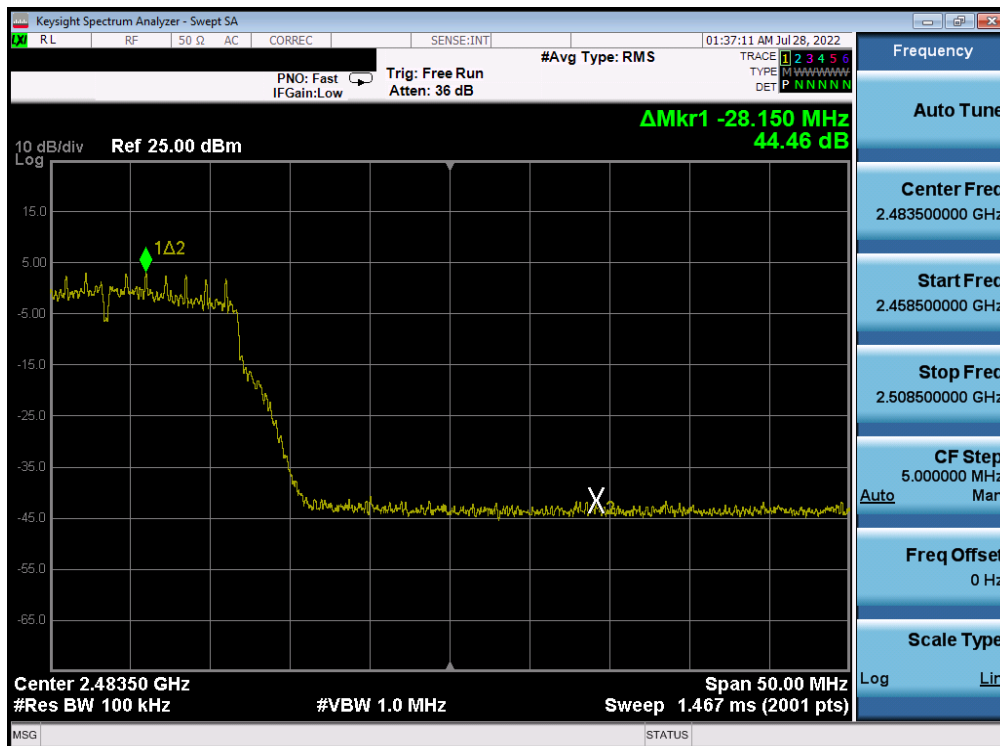 Keysight Spectrum Analyzer - Swept SA
LXI RL RF 50 Ω AC CORREC SENSE:INT 01:37:11 AM Jul 28, 2022
Frequency
#Avg Type: RMS TRACE 1 2 3 4 5 6
PNO: Fast Trig: Free Run TYPE M WWWWW
IFGain:Low Atten: 36 dB DET P N N N N N
Auto Tune
ΔMkr1 -28.150 MHz
44.46 dB
10 dB/div Ref 25.00 dBm
Log
15.0
5.00
-5.00
-15.0
-25.0
-35.0
-45.0
-55.0
-65.0
1Δ2
X2
Center Freq
2.483500000 GHz
Start Freq
2.458500000 GHz
Stop Freq
2.508500000 GHz
CF Step
5.000000 MHz
Auto Man
Freq Offset
0 Hz
Scale Type
Log Lin
Center 2.48350 GHz Span 50.00 MHz
#Res BW 100 kHz #VBW 1.0 MHz Sweep 1.467 ms (2001 pts)
MSG STATUS